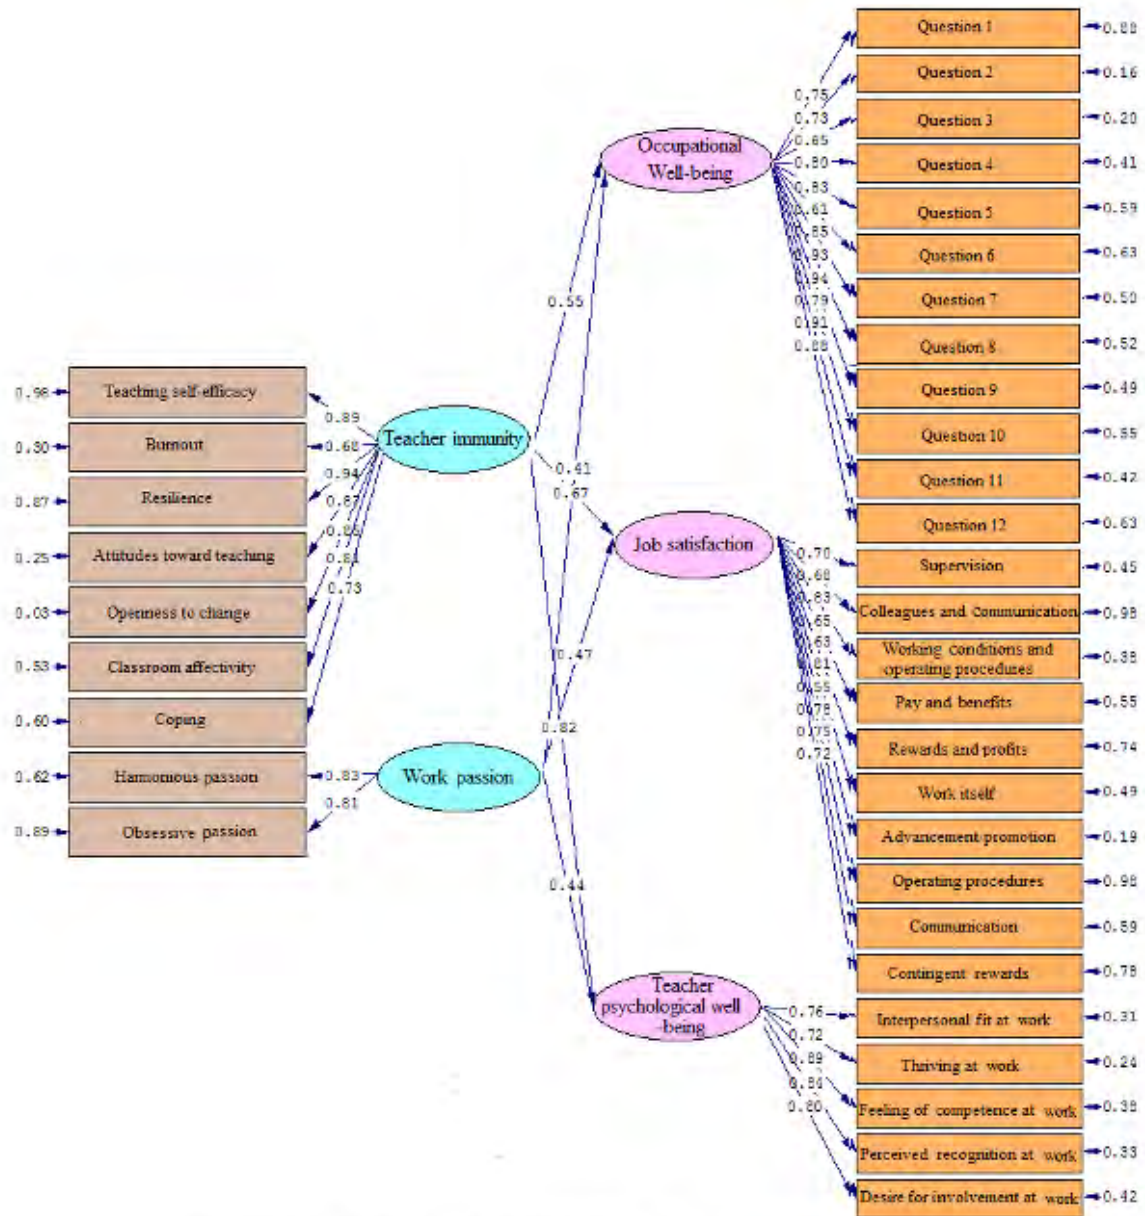 Question 1
0.88
Question 2
0.16
0.75
0.73
Question 3
0.20
0.65
Occupational
Well-being
0.80
Question 4
0.41
0.83
Question 5
0.59
0.61
0.85
Question 6
0.63
0.93
0.94
Question 7
0.50
0.79
0.55
0.91
Question 8
0.52
0.88
Question 9
0.49
Question 10
Question 11
0.42
Question 12
0.63
0.98
Teaching self-efficacy
0.89
Teacher immunity
0.30
Burnout
0.68
0.94
0.87
Resilience
0.25
Attitudes toward teaching
0.81
0.73
0.03
Openness to change
0.53
Classroom affectivity
0.60
Coping
0.62
Harmonious passion
0.83
Work passion
0.81
0.89
Obsessive passion
0.41
0.67
0.47
0.82
0.44
Job satisfaction
0.70
Supervision
0.45
0.68
Colleagues and Communication
0.98
0.83
0.65
Working conditions and
operating procedures
0.38
.63
0.81
Pay and benefits
0.55
0.78
0.75
Rewards and profits
0.74
0.72
Work itself
0.49
Advancement promotion
0.19
Operating procedures
0.98
Communication
0.59
Contingent rewards
0.78
Teacher
psychological well
-being
0.76
Interpersonal fit at work
0.31
0.72
0.89
Thriving at work
0.24
0.84
0.80
Feeling of competence at work
0.38
Perceived recognition at work
0.33
Desire for involvement at work
0.42